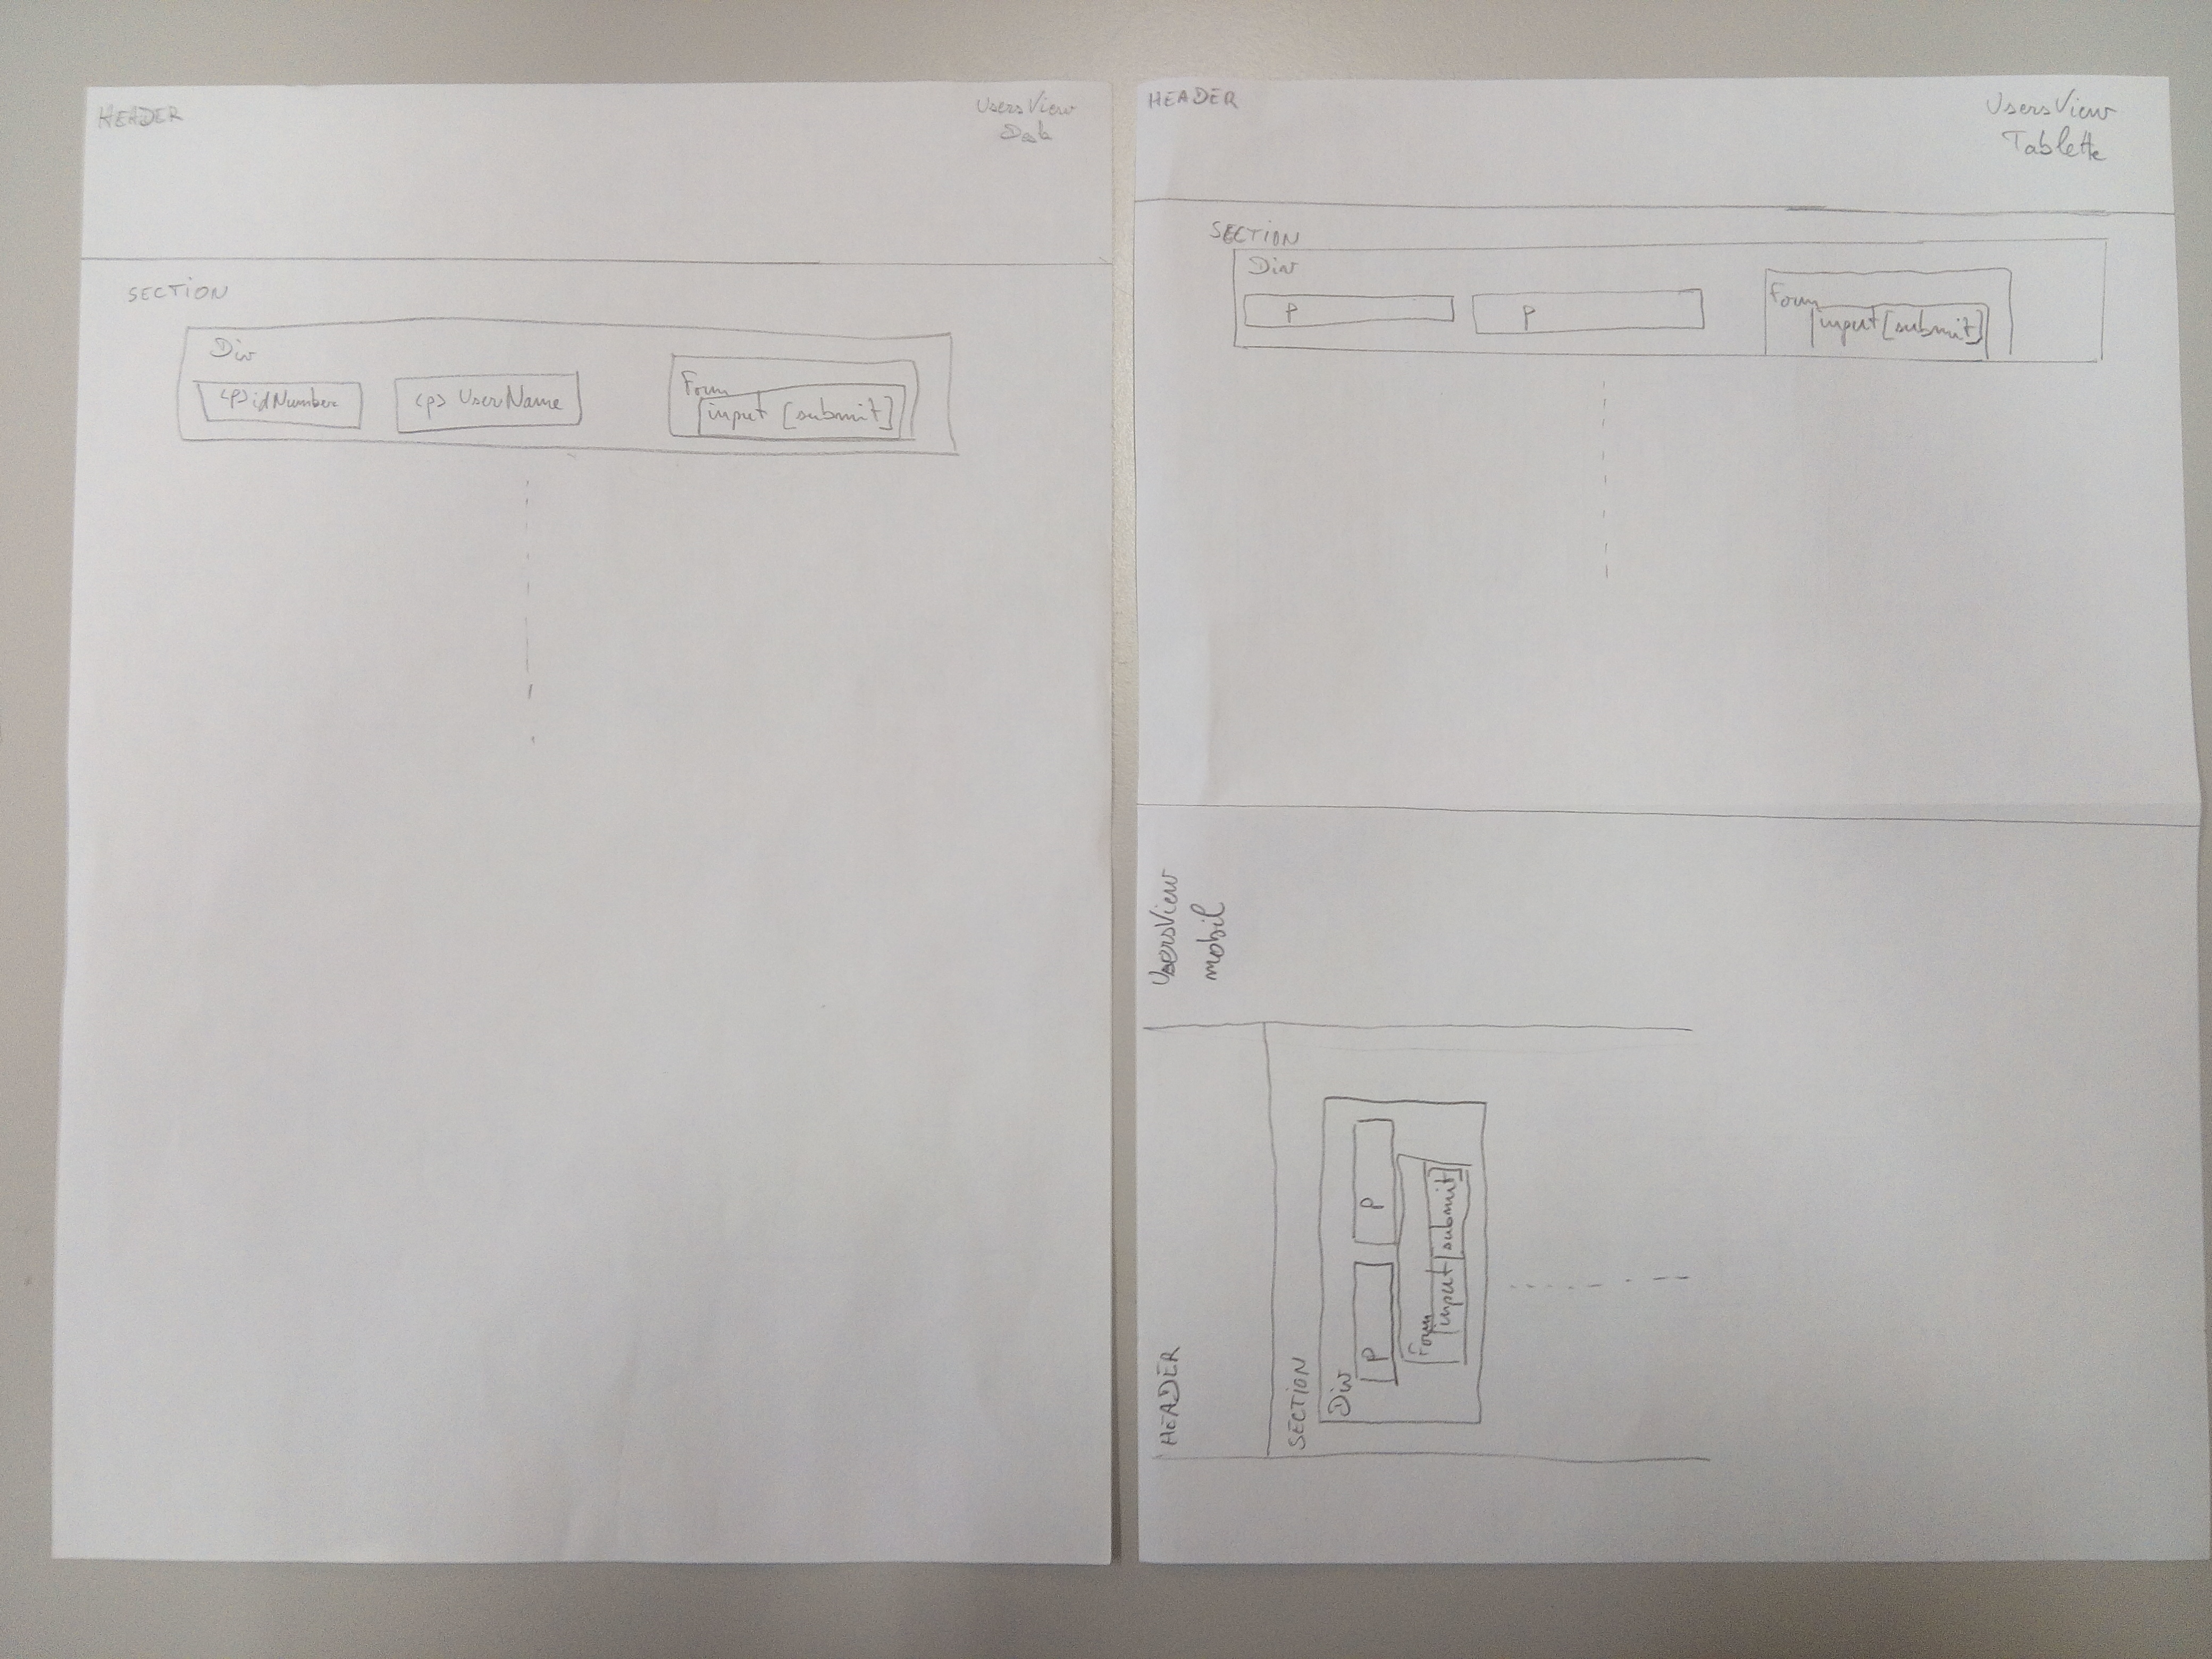 HEADER
UsersView
Desk
SECTION
Div
<p> idNumber
<p> UserName
Form
input [submit]
HEADER
UsersView
Tablette
SECTION
Div
P
P
Form
input [submit]
UsersView
mobil
HEADER
SECTION
Div
P
P
Form
input [submit]